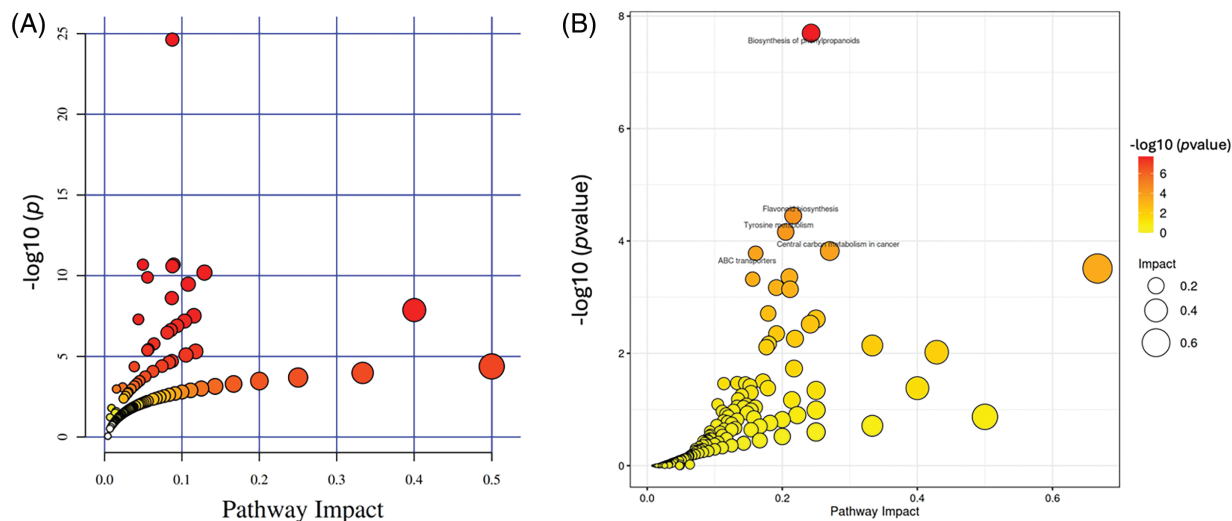 (A)
25
20
15
10
5
0
-log10 (p)
0.0 0.1 0.2 0.3 0.4 0.5
Pathway Impact
(B)
8
6
4
2
0
-log10 (pvalue)
Biosynthesis of phenylpropanoids
Flavonoid biosynthesis
Tyrosine metabolism
Central carbon metabolism in cancer
ABC transporters
0.0 0.2 0.4 0.6
Pathway Impact
-log10 (pvalue)
6
4
2
0
Impact
0.2
0.4
0.6